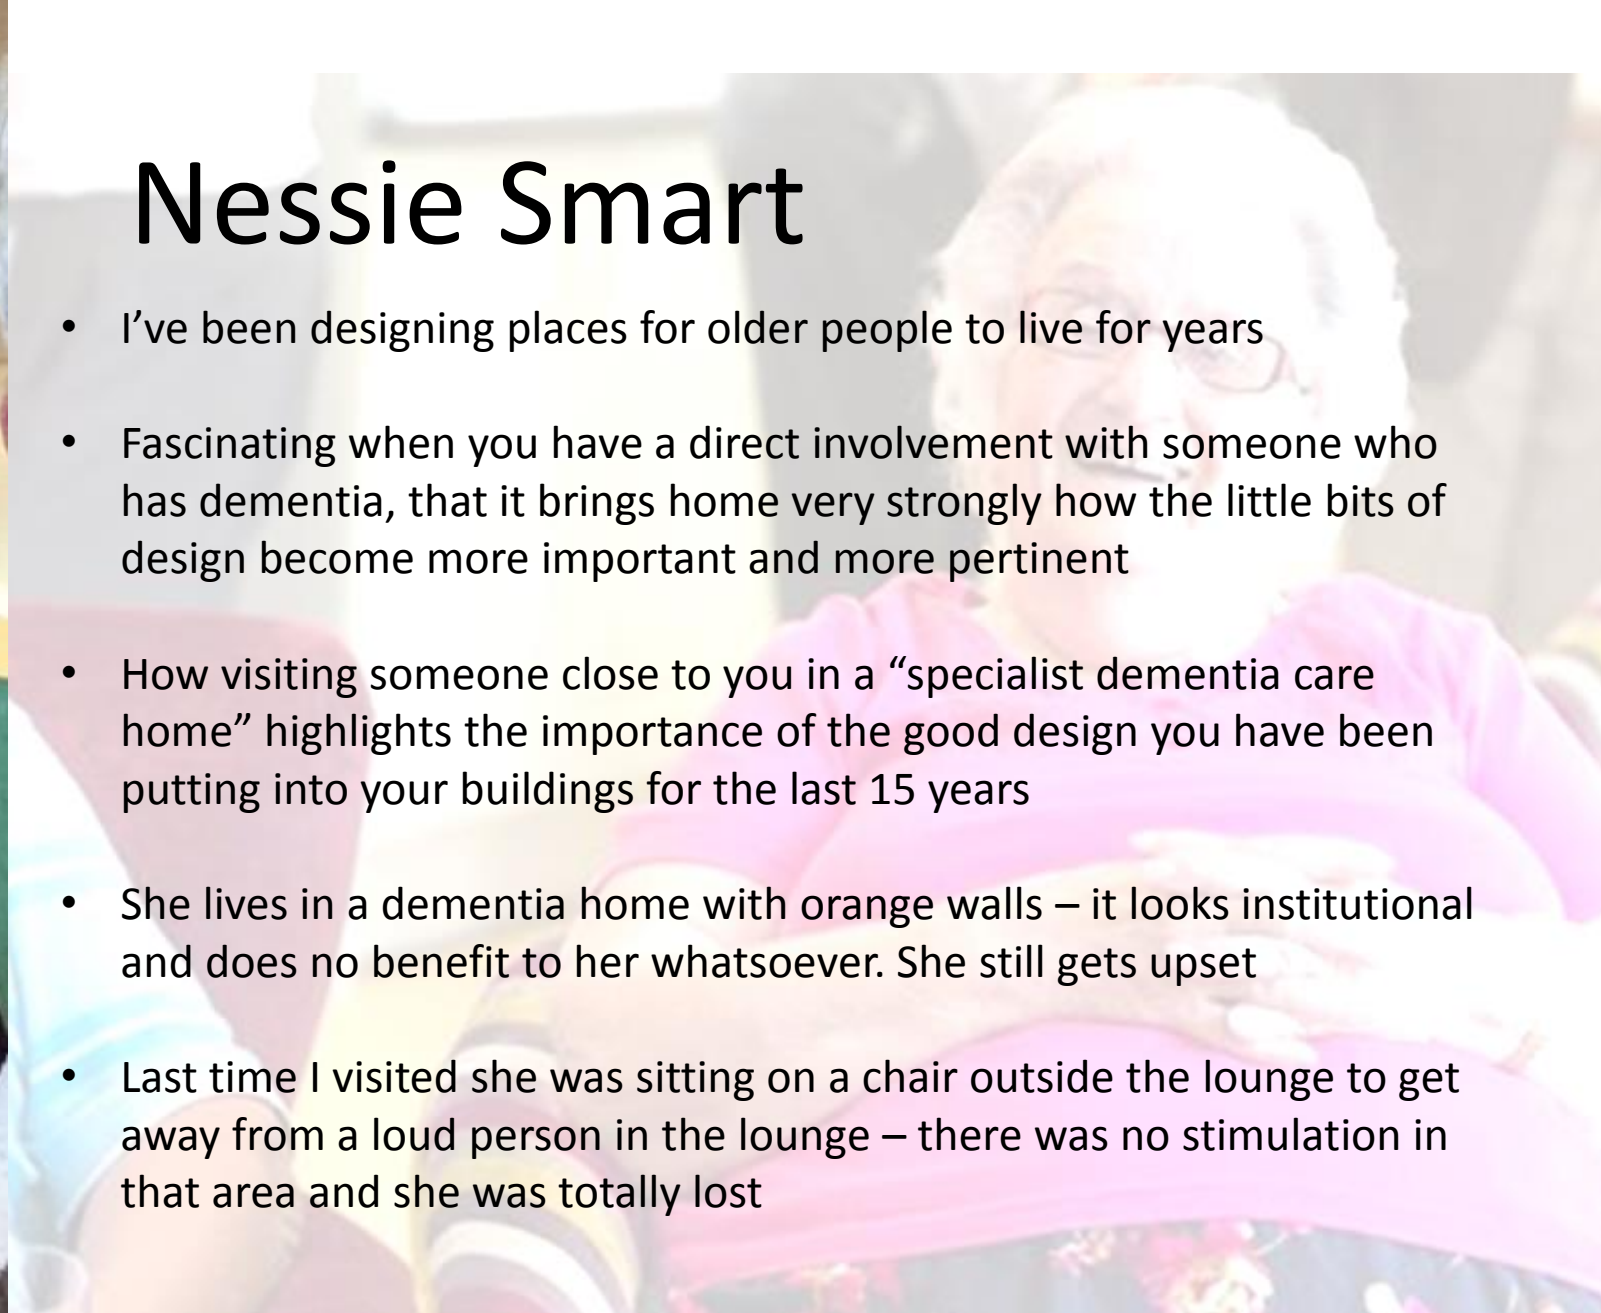 Nessie Smart
• I’ve been designing places for older people to live for years
• Fascinating when you have a direct involvement with someone who
has dementia, that it brings home very strongly how the little bits of
design become more important and more pertinent
• How visiting someone close to you in a “specialist dementia care
home” highlights the importance of the good design you have been
putting into your buildings for the last 15 years
• She lives in a dementia home with orange walls – it looks institutional
and does no benefit to her whatsoever. She still gets upset
• Last time I visited she was sitting on a chair outside the lounge to get
away from a loud person in the lounge – there was no stimulation in
that area and she was totally lost